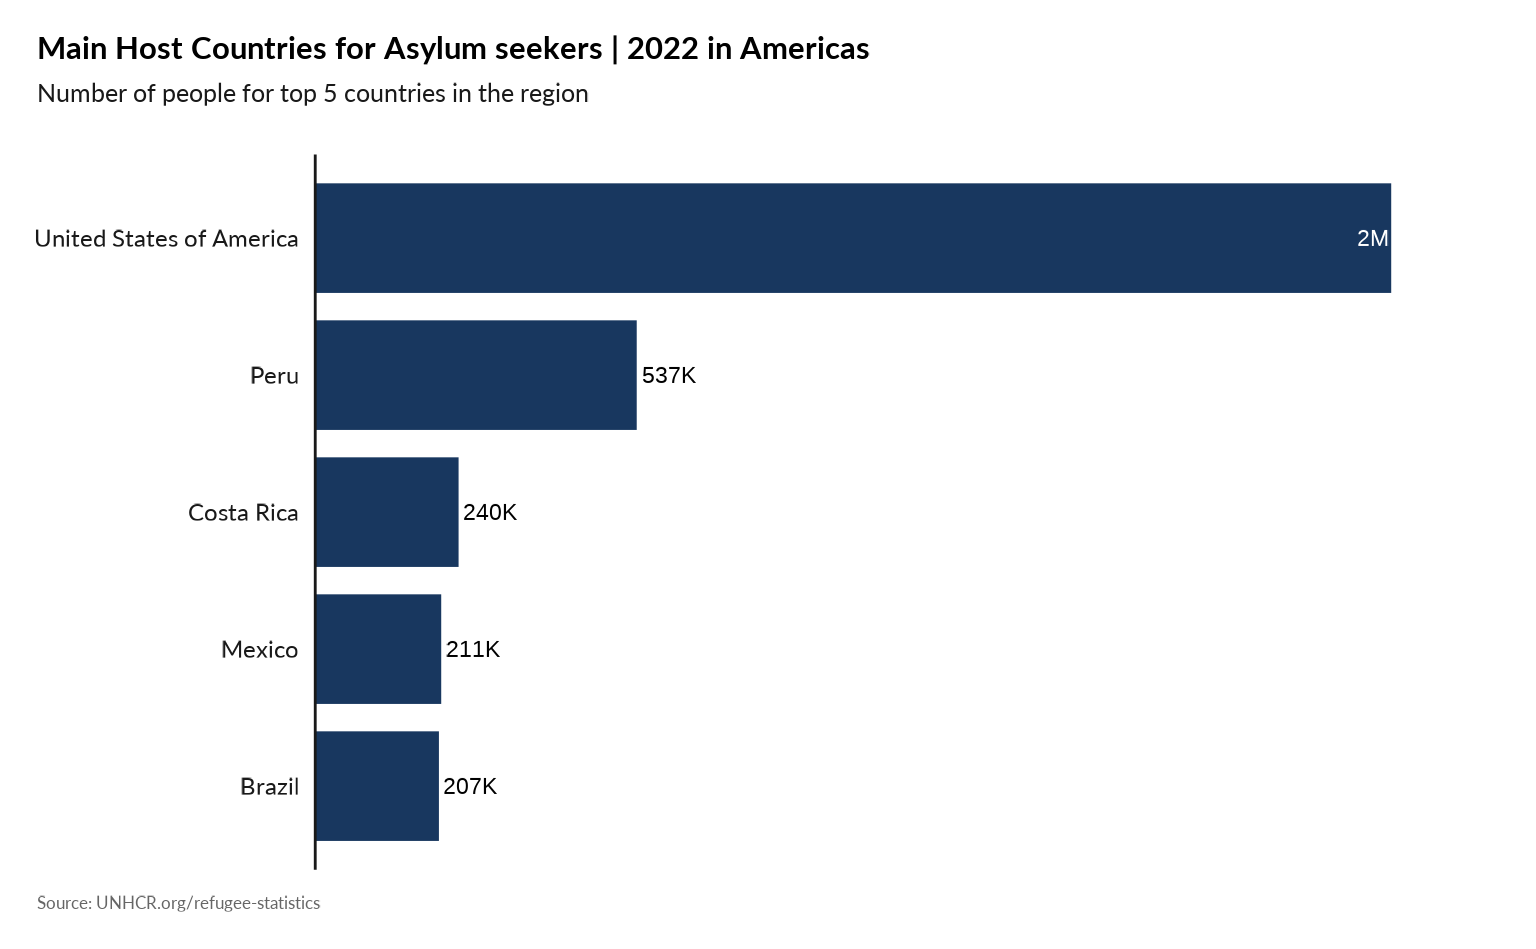 Main Host Countries for Asylum seekers | 2022 in Americas
Number of people for top 5 countries in the region
United States of America 2M
Peru 537K
Costa Rica 240K
Mexico 211K
Brazil 207K
Source: UNHCR.org/refugee-statistics